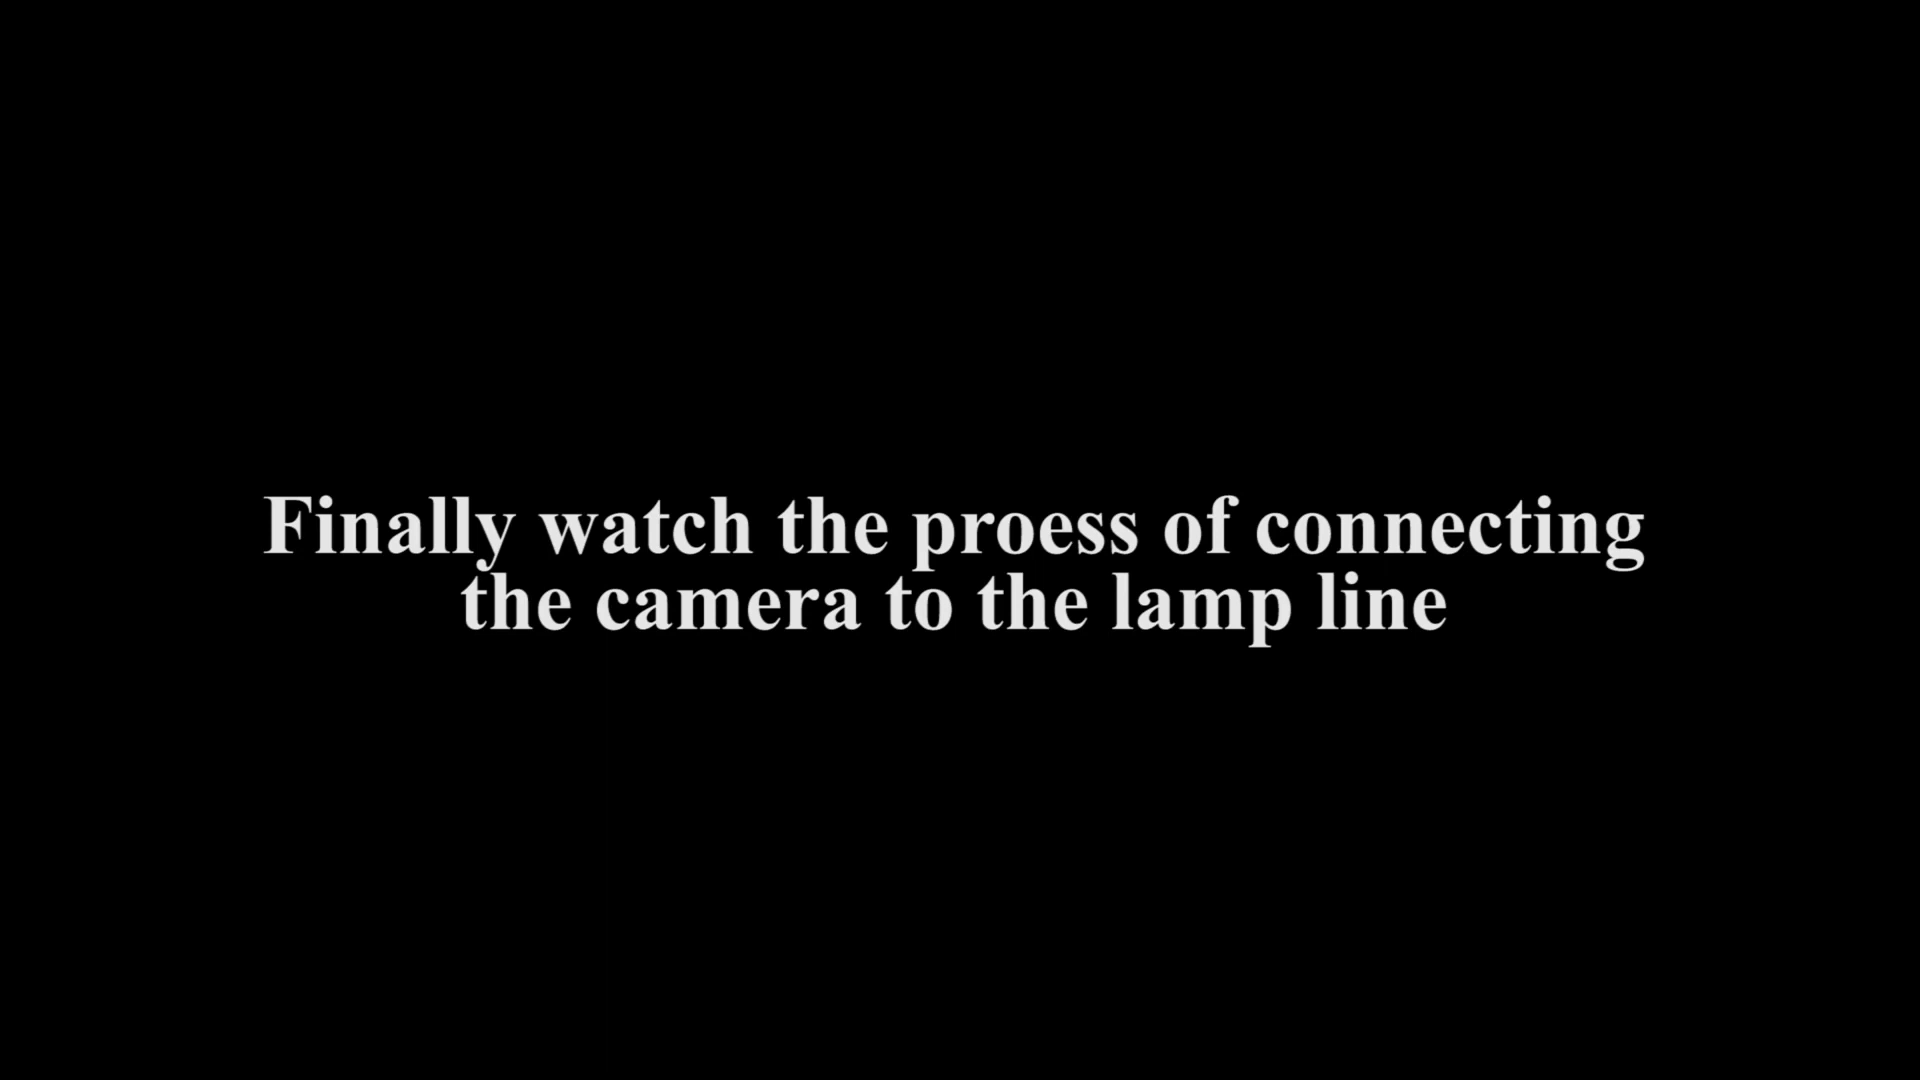 Finally watch the proess of connecting
the camera to the lamp line